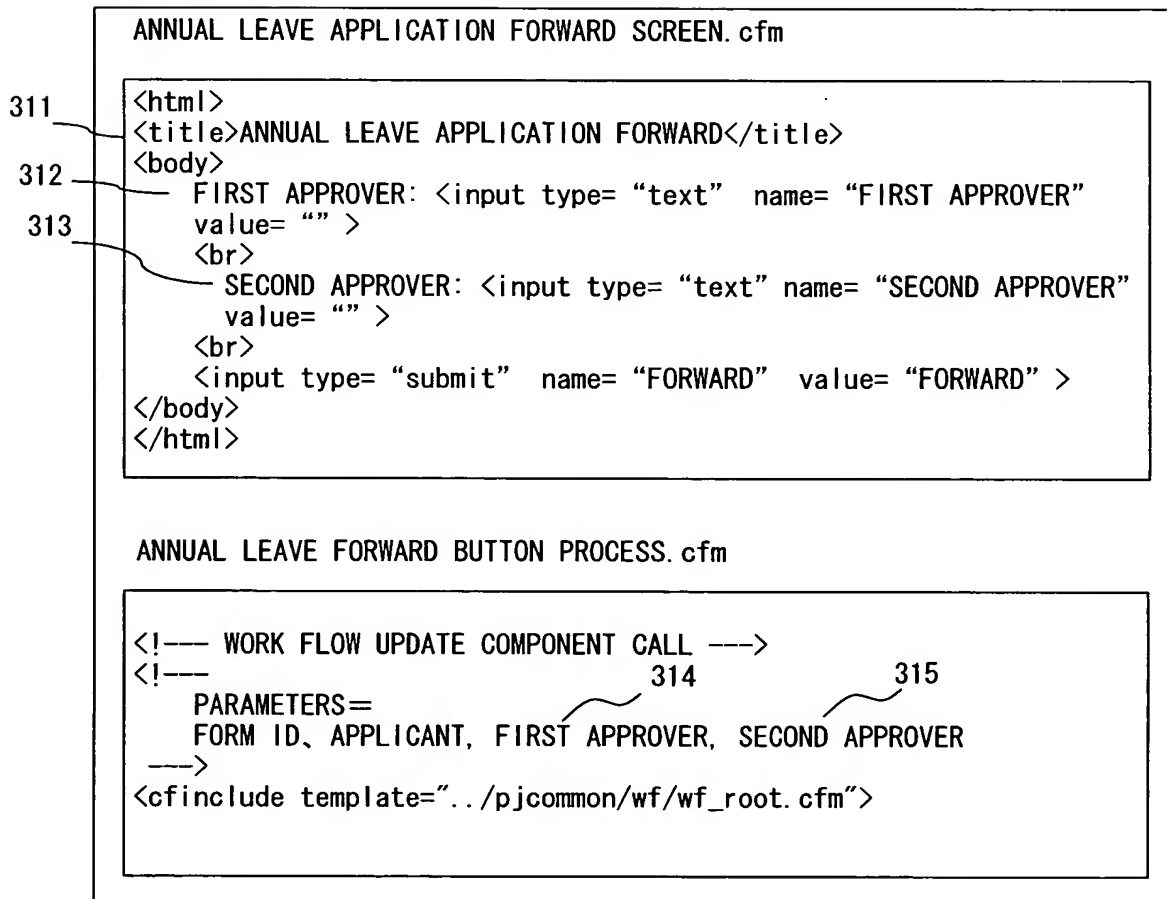 ANNUAL LEAVE APPLICATION FORWARD SCREEN.cfm
<html>
311
<title>ANNUAL LEAVE APPLICATION FORWARD</title>
<body>
312
FIRST APPROVER: <input type= “text” name= “FIRST APPROVER”
313
value= “” >
<br>
SECOND APPROVER: <input type= “text” name= “SECOND APPROVER”
value= “” >
<br>
<input type= “submit” name= “FORWARD” value= “FORWARD” >
</body>
</html>
ANNUAL LEAVE FORWARD BUTTON PROCESS.cfm
<!--- WORK FLOW UPDATE COMPONENT CALL --->
<!---
314 315
PARAMETERS=
FORM ID、APPLICANT, FIRST APPROVER, SECOND APPROVER
--->
<cfinclude template="../pjcommon/wf/wf_root.cfm">